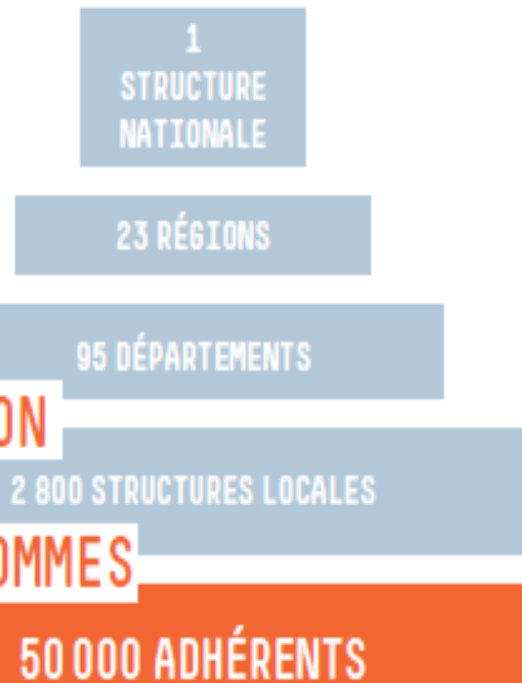 1
STRUCTURE
NATIONALE
23 RÉGIONS
95 DÉPARTEMENTS
ON
2 800 STRUCTURES LOCALES
OMMES
50 000 ADHÉRENTS